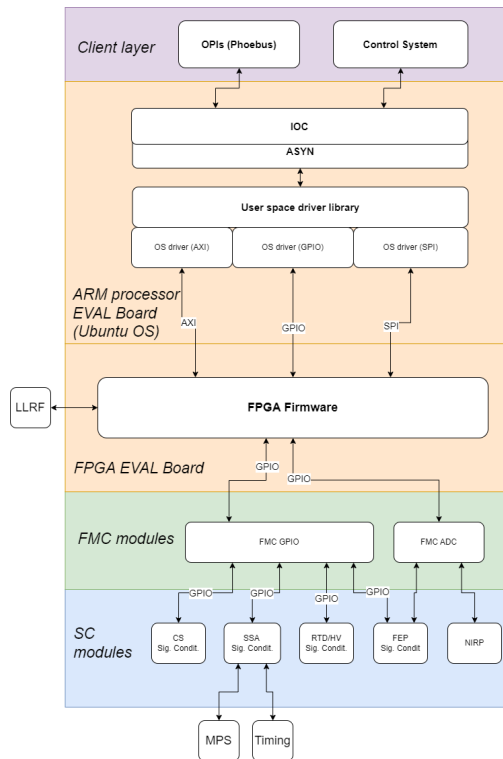 Client layer
OPIs (Phoebus)
Control System
IOC
ASYN
User space driver library
OS driver (AXI)
OS driver (GPIO)
OS driver (SPI)
ARM processor
EVAL Board
(Ubuntu OS)
AXI
GPIO
SPI
LLRF
FPGA Firmware
FPGA EVAL Board
GPIO
GPIO
FMC modules
FMC GPIO
FMC ADC
GPIO
GPIO
GPIO
GPIO
SC
modules
CS
Sig. Condit.
SSA
Sig. Condit.
RTD/HV
Sig. Condit.
FEP
Sig. Condit
NIRP
MPS
Timing